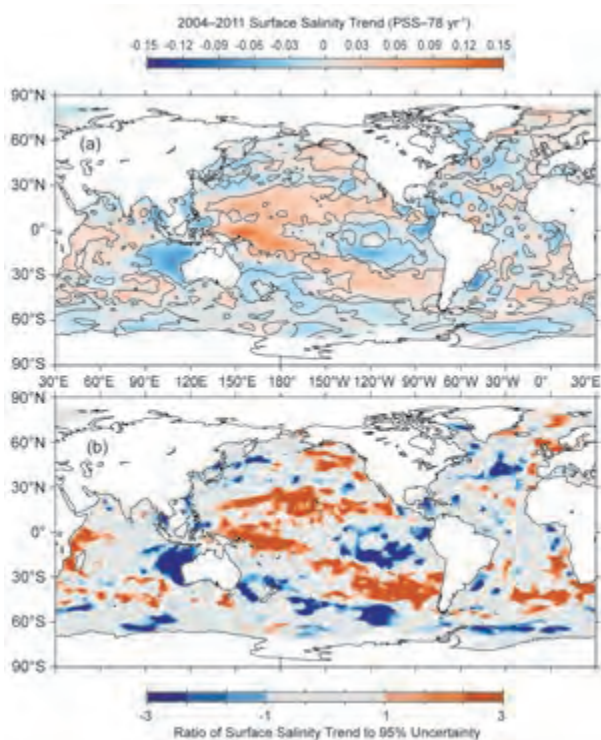 2004–2011 Surface Salinity Trend (PSS–78 yr⁻¹)
-0.15 -0.12 -0.09 -0.06 -0.03 0 0.03 0.06 0.09 0.12 0.15
90°N
60°N
30°N
0°
30°S
60°S
90°S
(a)
30°E 60°E 90°E 120°E 150°E 180° 150°W 120°W 90°W 60°W 30°W 0° 30°E
90°N
60°N
30°N
0°
30°S
60°S
90°S
(b)
-3 -1 1 3
Ratio of Surface Salinity Trend to 95% Uncertainty